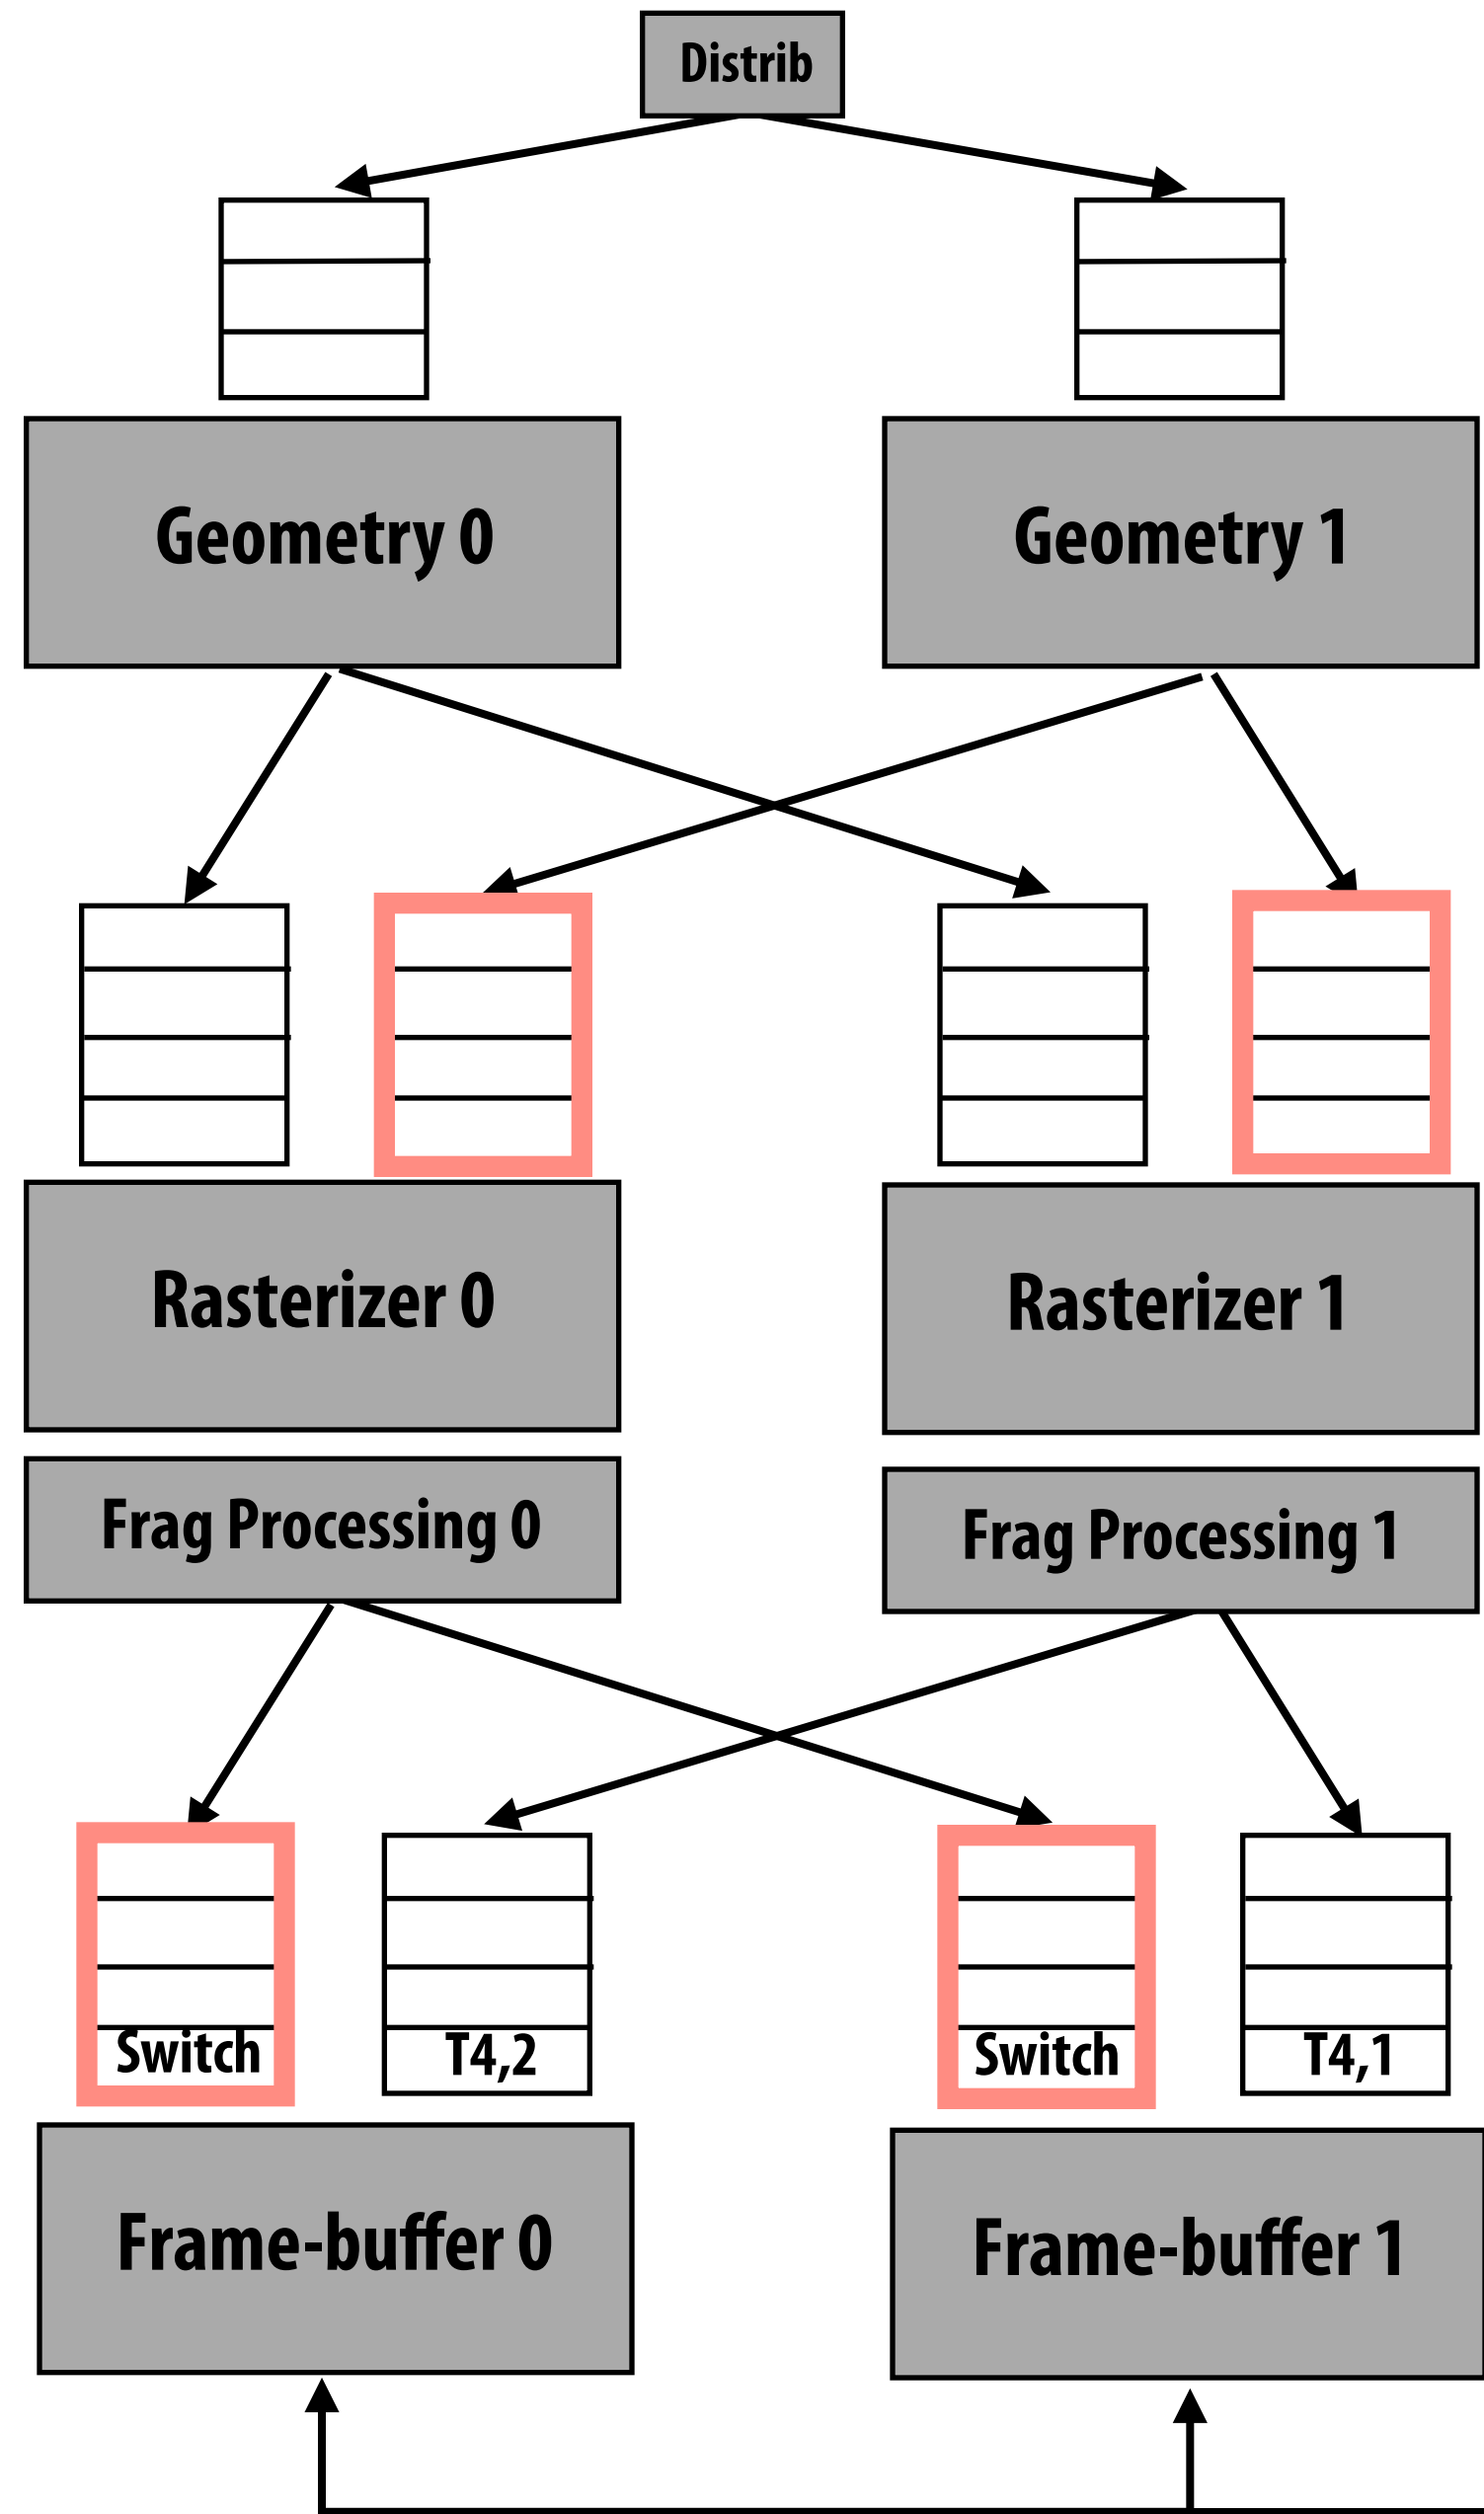 Distrib
Geometry 0
Geometry 1
Rasterizer 0
Rasterizer 1
Frag Processing 0
Frag Processing 1
Switch
T4,2
Switch
T4,1
Frame-buffer 0
Frame-buffer 1